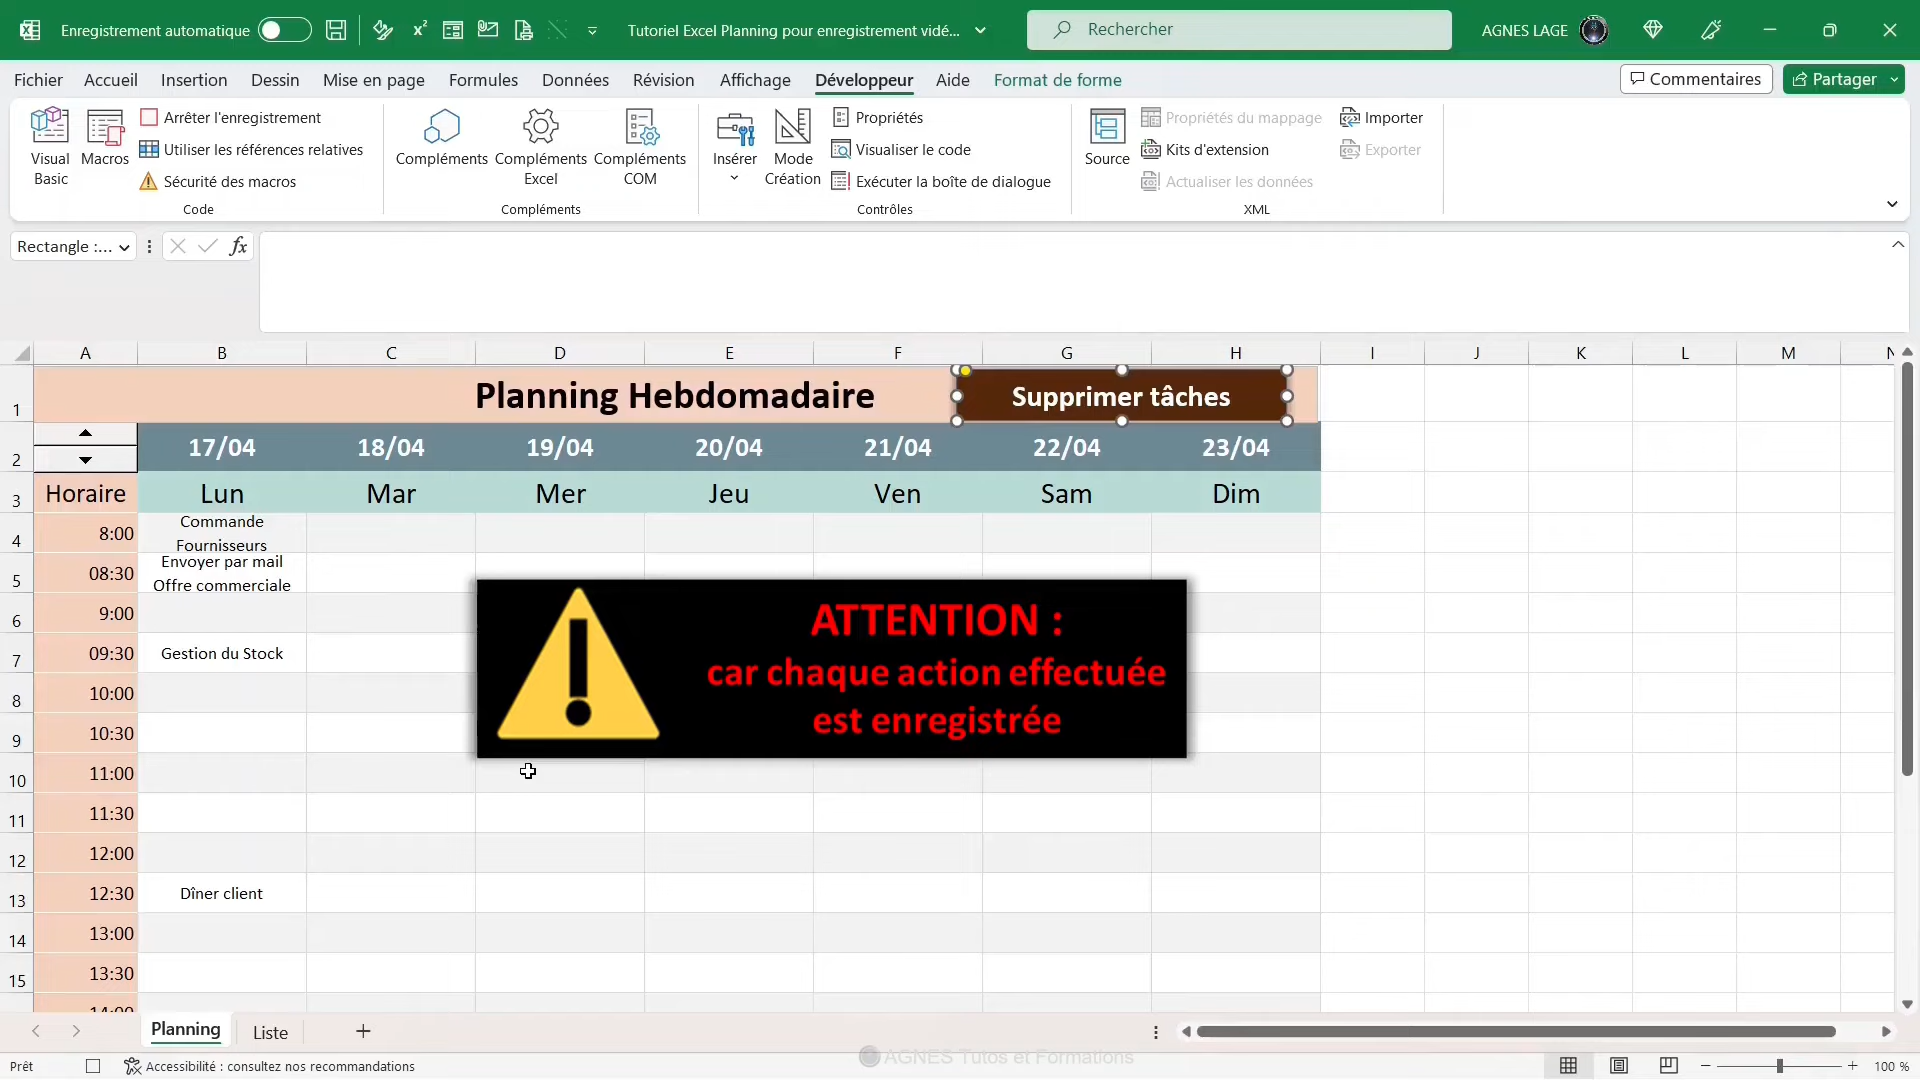 Enregistrement automatique
Tutoriel Excel Planning pour enregistrement vidé...
Rechercher
AGNES LAGE
Fichier Accueil Insertion Dessin Mise en page Formules Données Révision Affichage Développeur Aide Format de forme
Commentaires
Partager
Visual Basic
Macros
Arrêter l'enregistrement
Utiliser les références relatives
Sécurité des macros
Code
Compléments
Compléments Excel
Compléments COM
Compléments
Insérer
Mode Création
Propriétés
Visualiser le code
Exécuter la boîte de dialogue
Contrôles
Source
Propriétés du mappage
Kits d'extension
Actualiser les données
Importer
Exporter
XML
Rectangle :...
fx
A B C D E F G H I J K L M N
1 Planning Hebdomadaire Supprimer tâches
2 17/04 18/04 19/04 20/04 21/04 22/04 23/04
3 Horaire Lun Mar Mer Jeu Ven Sam Dim
4 8:00 Commande Fournisseurs
5 08:30 Envoyer par mail Offre commerciale
6 9:00
7 09:30 Gestion du Stock
8 10:00
9 10:30
10 11:00
11 11:30
12 12:00
13 12:30 Dîner client
14 13:00
15 13:30
14:00
ATTENTION :
car chaque action effectuée
est enregistrée
Planning Liste
AGNES Tutos et Formations
Prêt
Accessibilité : consultez nos recommandations
100 %